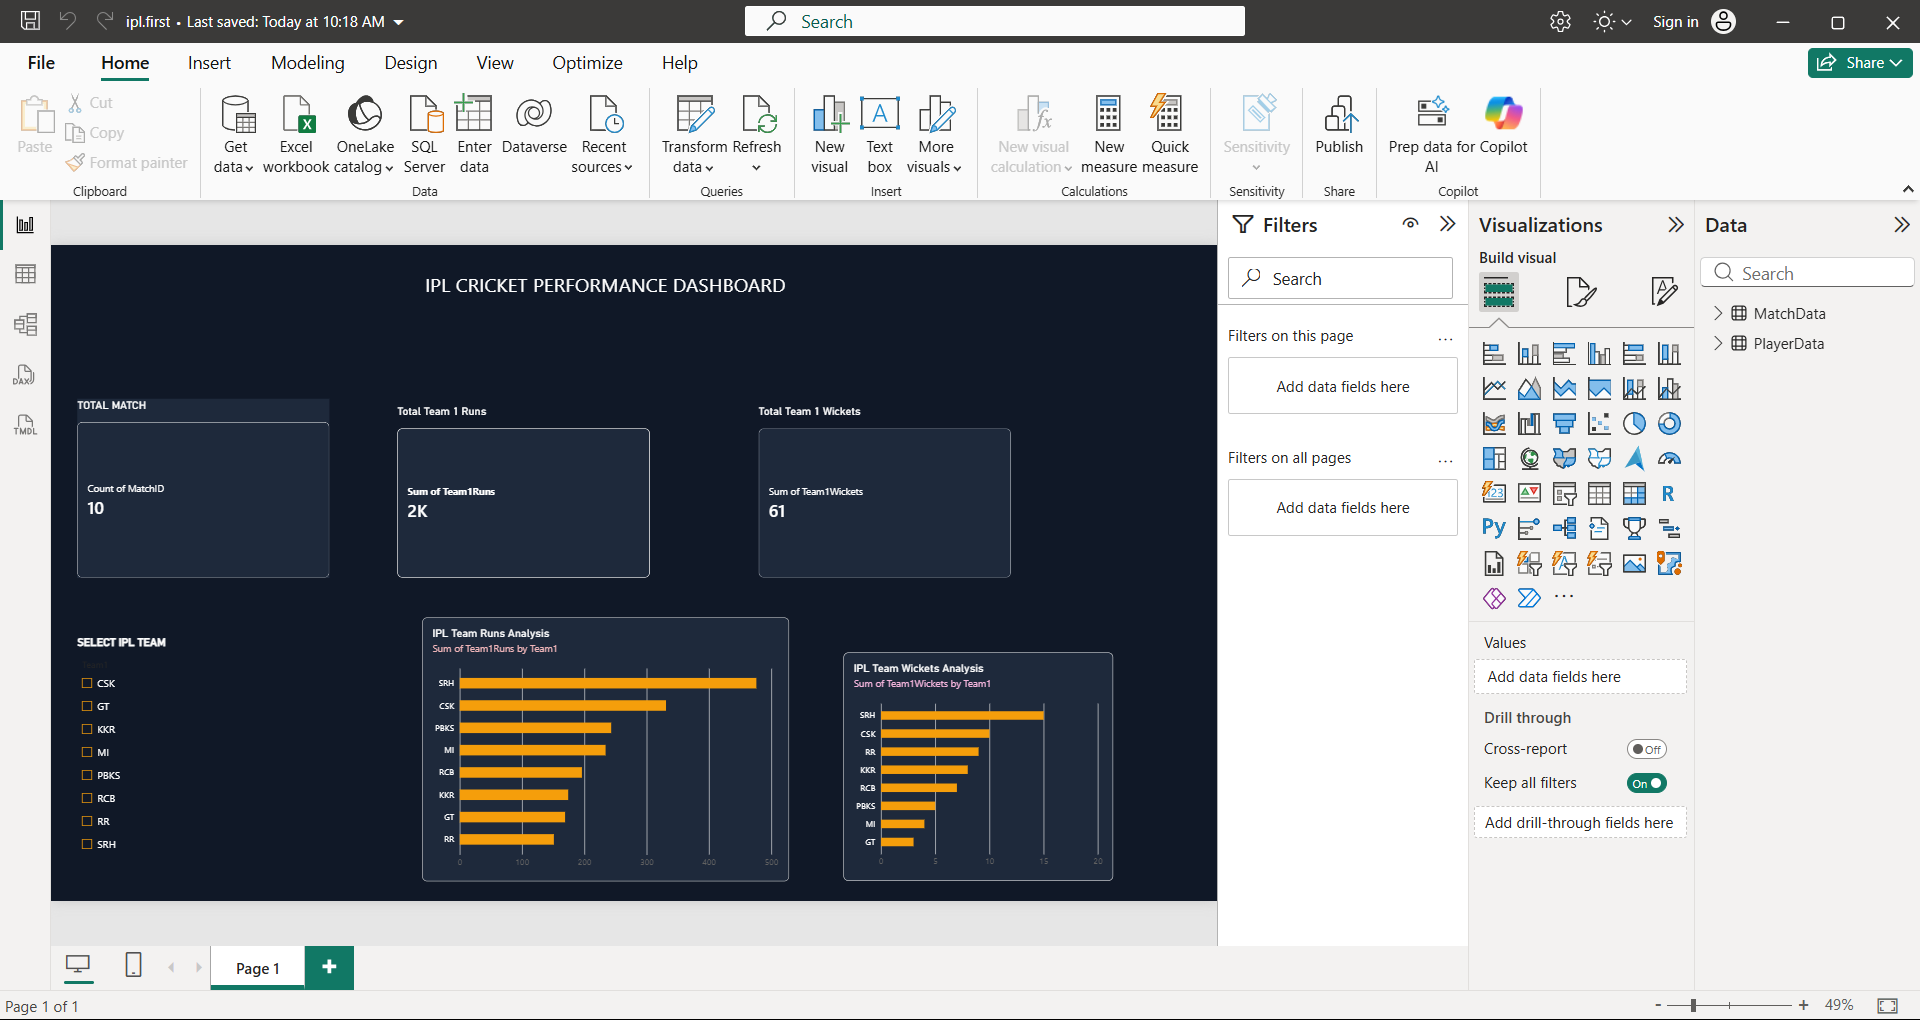 ipl.first • Last saved: Today at 10:18 AM
Search
Sign in
File
Home
Insert
Modeling
Design
View
Optimize
Help
Share
Paste
Cut
Copy
Format painter
Clipboard
Get data
Excel workbook
OneLake catalog
SQL Server
Enter data
Dataverse
Recent sources
Data
Transform data
Refresh
Queries
New visual
Text box
More visuals
Insert
New visual calculation
New measure
Quick measure
Calculations
Sensitivity
Sensitivity
Publish
Share
Prep data for AI
Copilot
Copilot
DAX
TMDL
IPL CRICKET PERFORMANCE DASHBOARD
TOTAL MATCH
Count of MatchID
10
Total Team 1 Runs
Sum of Team1Runs
2K
Total Team 1 Wickets
Sum of Team1Wickets
61
SELECT IPL TEAM
CSK
GT
KKR
MI
PBKS
RCB
RR
SRH
IPL Team Runs Analysis
Sum of Team1Runs by Team1
SRH
CSK
PBKS
MI
RCB
KKR
GT
RR
0 100 200 300 400 500
IPL Team Wickets Analysis
Sum of Team1Wickets by Team1
SRH
CSK
RR
KKR
RCB
PBKS
MI
GT
0 5 10 15 20
Filters
Search
Filters on this page
...
Add data fields here
Filters on all pages
...
Add data fields here
Visualizations
Build visual
123
R
Py
...
Values
Add data fields here
Drill through
Cross-report
Off
Keep all filters
On
Add drill-through fields here
Data
Search
MatchData
PlayerData
Page 1
+
Page 1 of 1
- + 49%